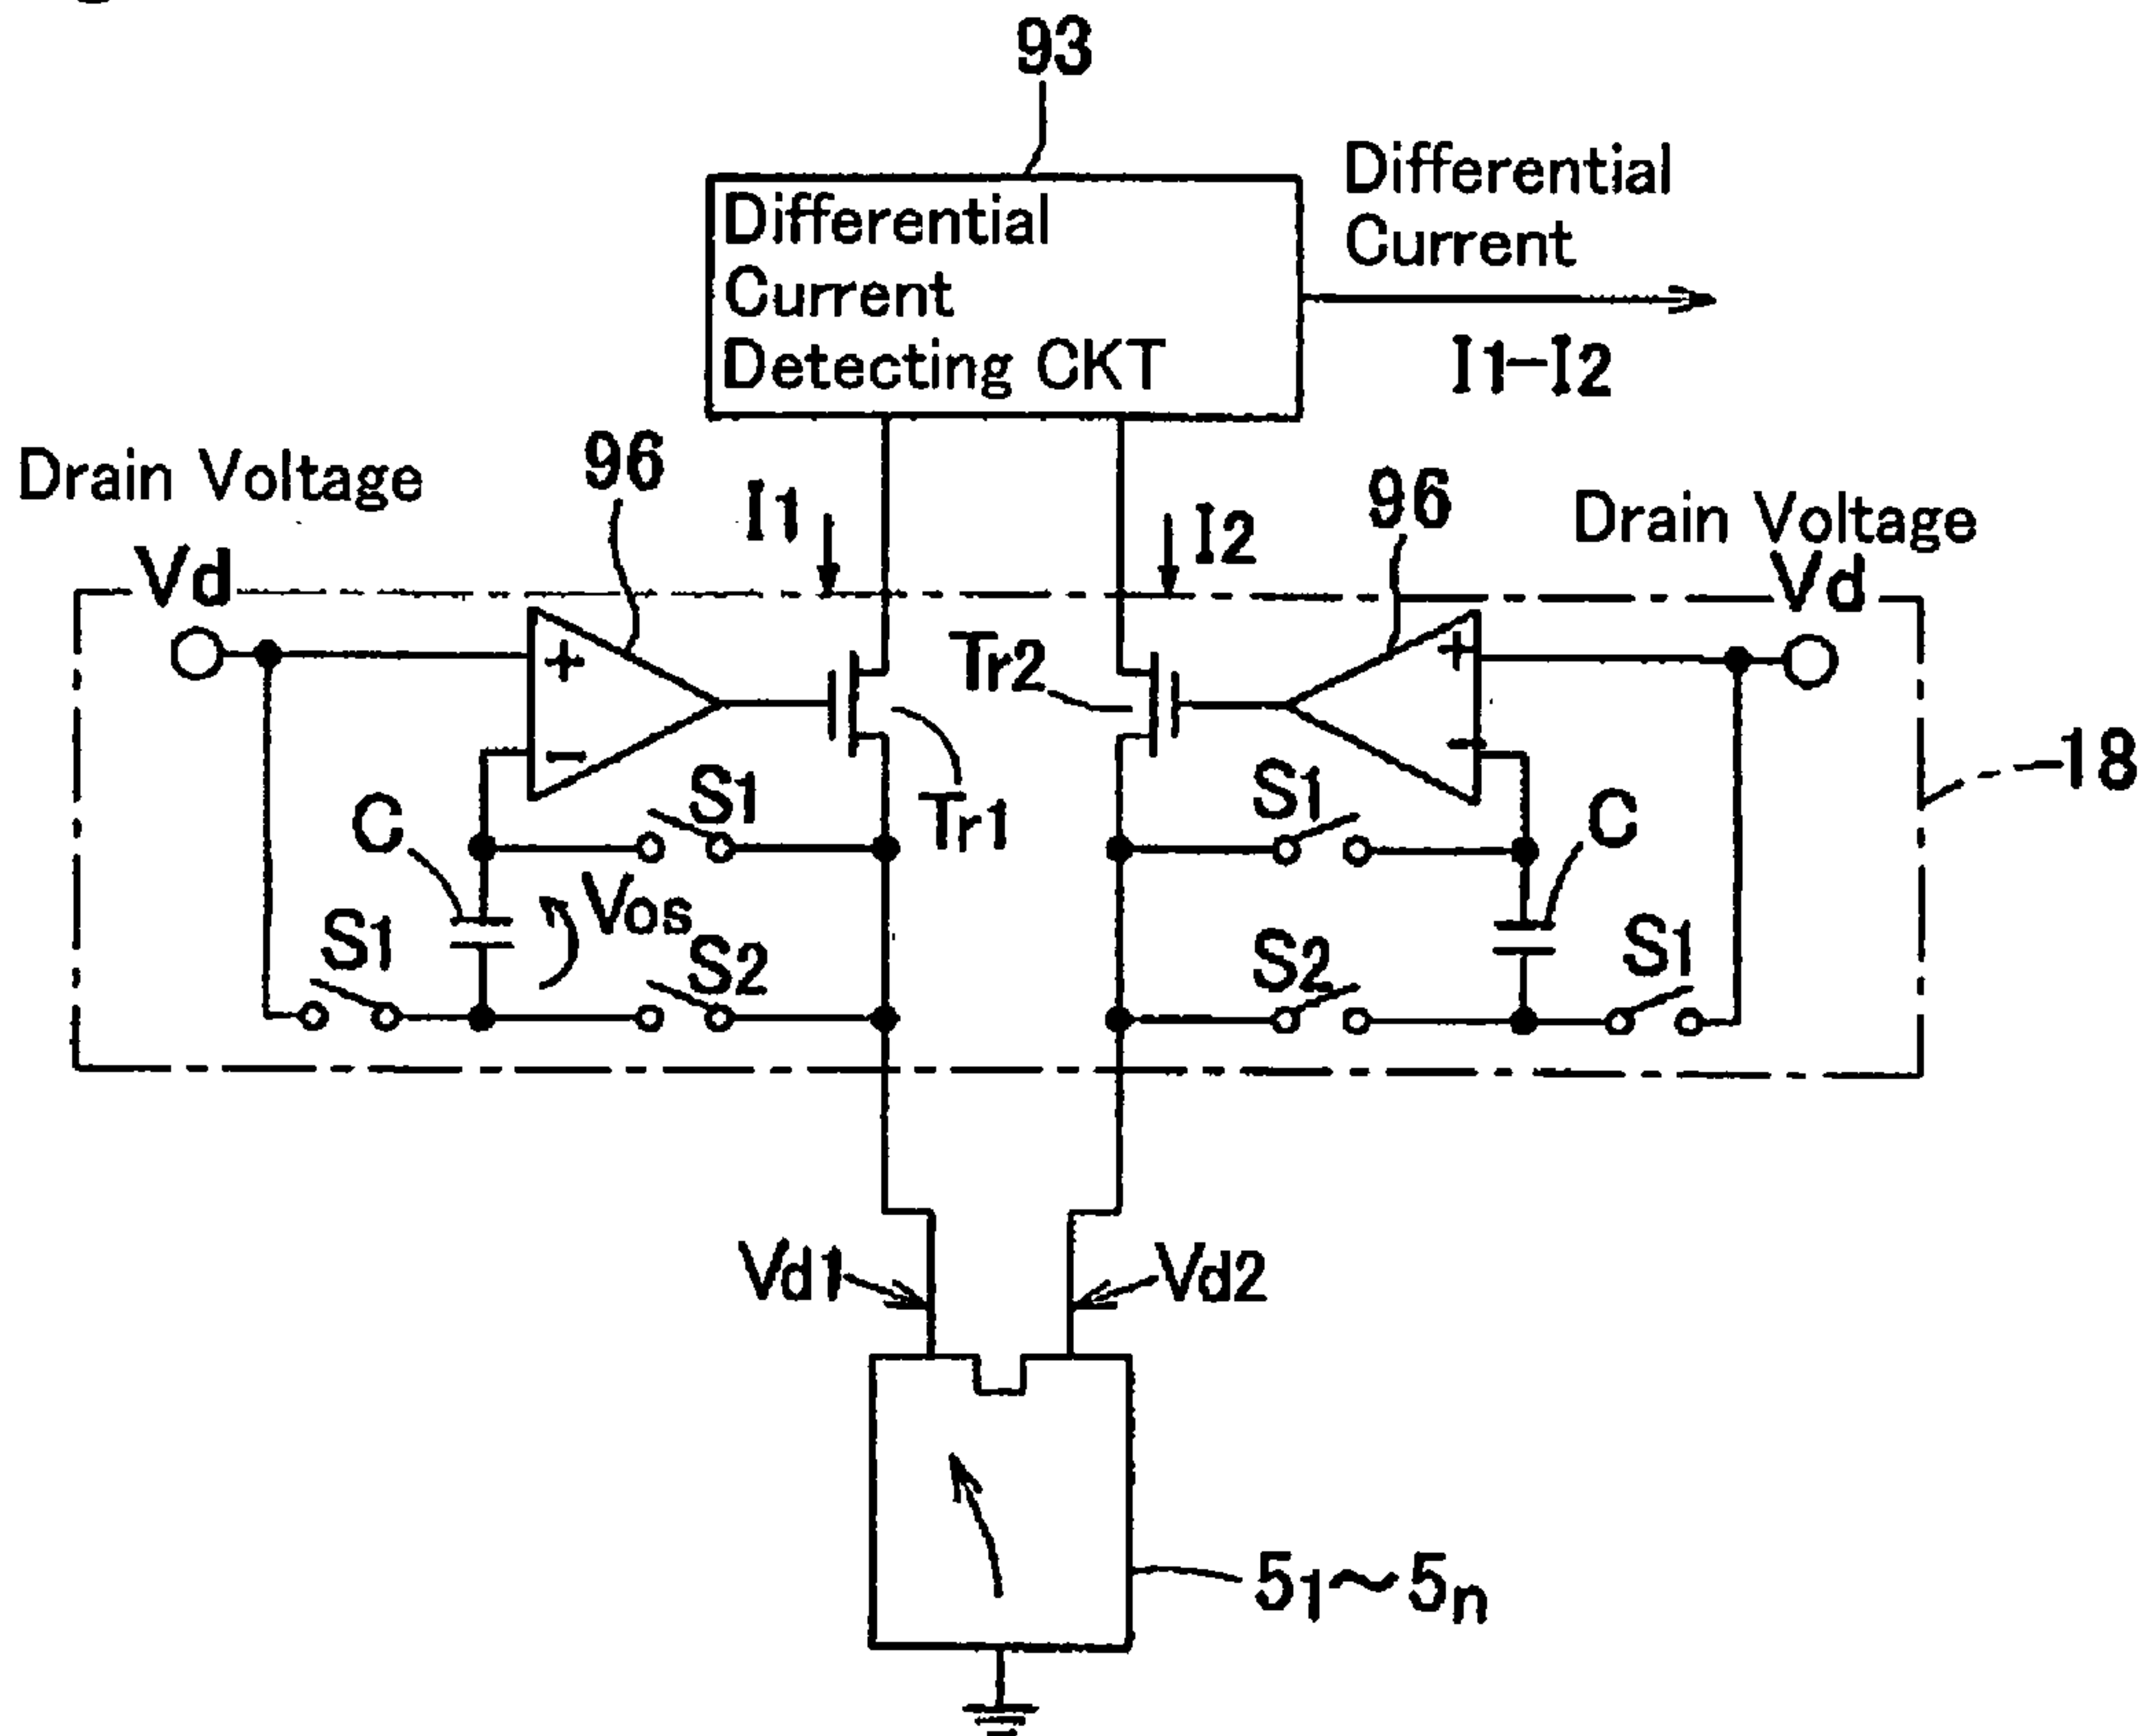 93
Differential
Current
Detecting CKT
Differential
Current
I1-I2
Drain Voltage
Vd
96
I1
I2
96
Drain Voltage
Vd
+
-
Tr2
Tr1
+
-
18
C
S1
S1
C
Vos
S1
S2
S2
S1
Vd1
Vd2
51~5n